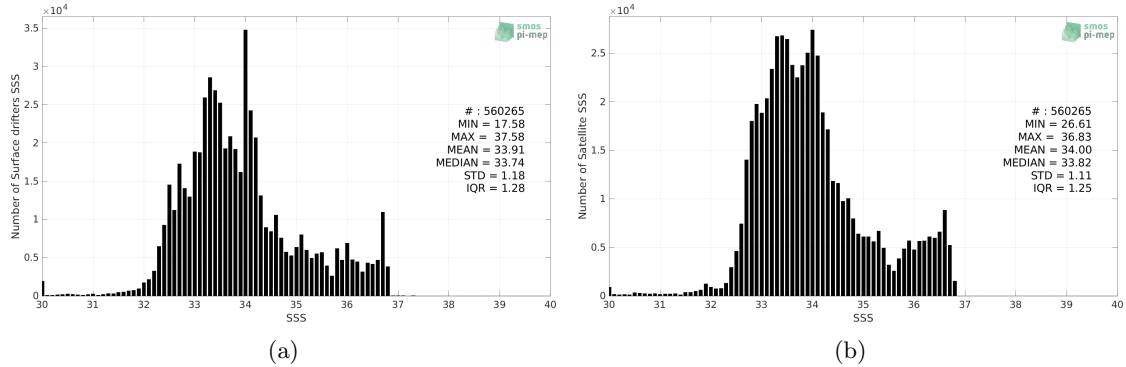 ×10⁴
3.5
3
2.5
2
1.5
1
0.5
0
Number of Surface drifters SSS
30 31 32 33 34 35 36 37 38 39 40
SSS
smos
pi-mep
# : 560265
MIN = 17.58
MAX = 37.58
MEAN = 33.91
MEDIAN = 33.74
STD = 1.18
IQR = 1.28
(a)
×10⁴
2.5
2
1.5
1
0.5
0
Number of Satellite SSS
30 31 32 33 34 35 36 37 38 39 40
SSS
smos
pi-mep
# : 560265
MIN = 26.61
MAX = 36.83
MEAN = 34.00
MEDIAN = 33.82
STD = 1.11
IQR = 1.25
(b)